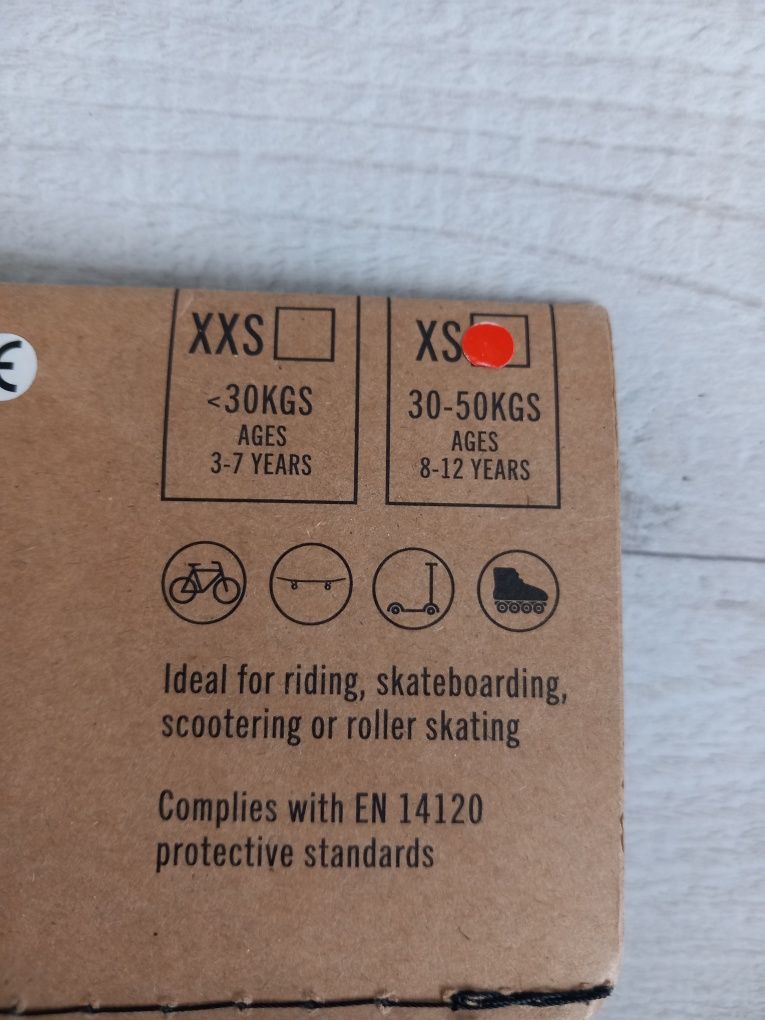 XXS
<30KGS
AGES
3-7 YEARS
XS
30-50KGS
AGES
8-12 YEARS
Ideal for riding, skateboarding,
scootering or roller skating
Complies with EN 14120
protective standards